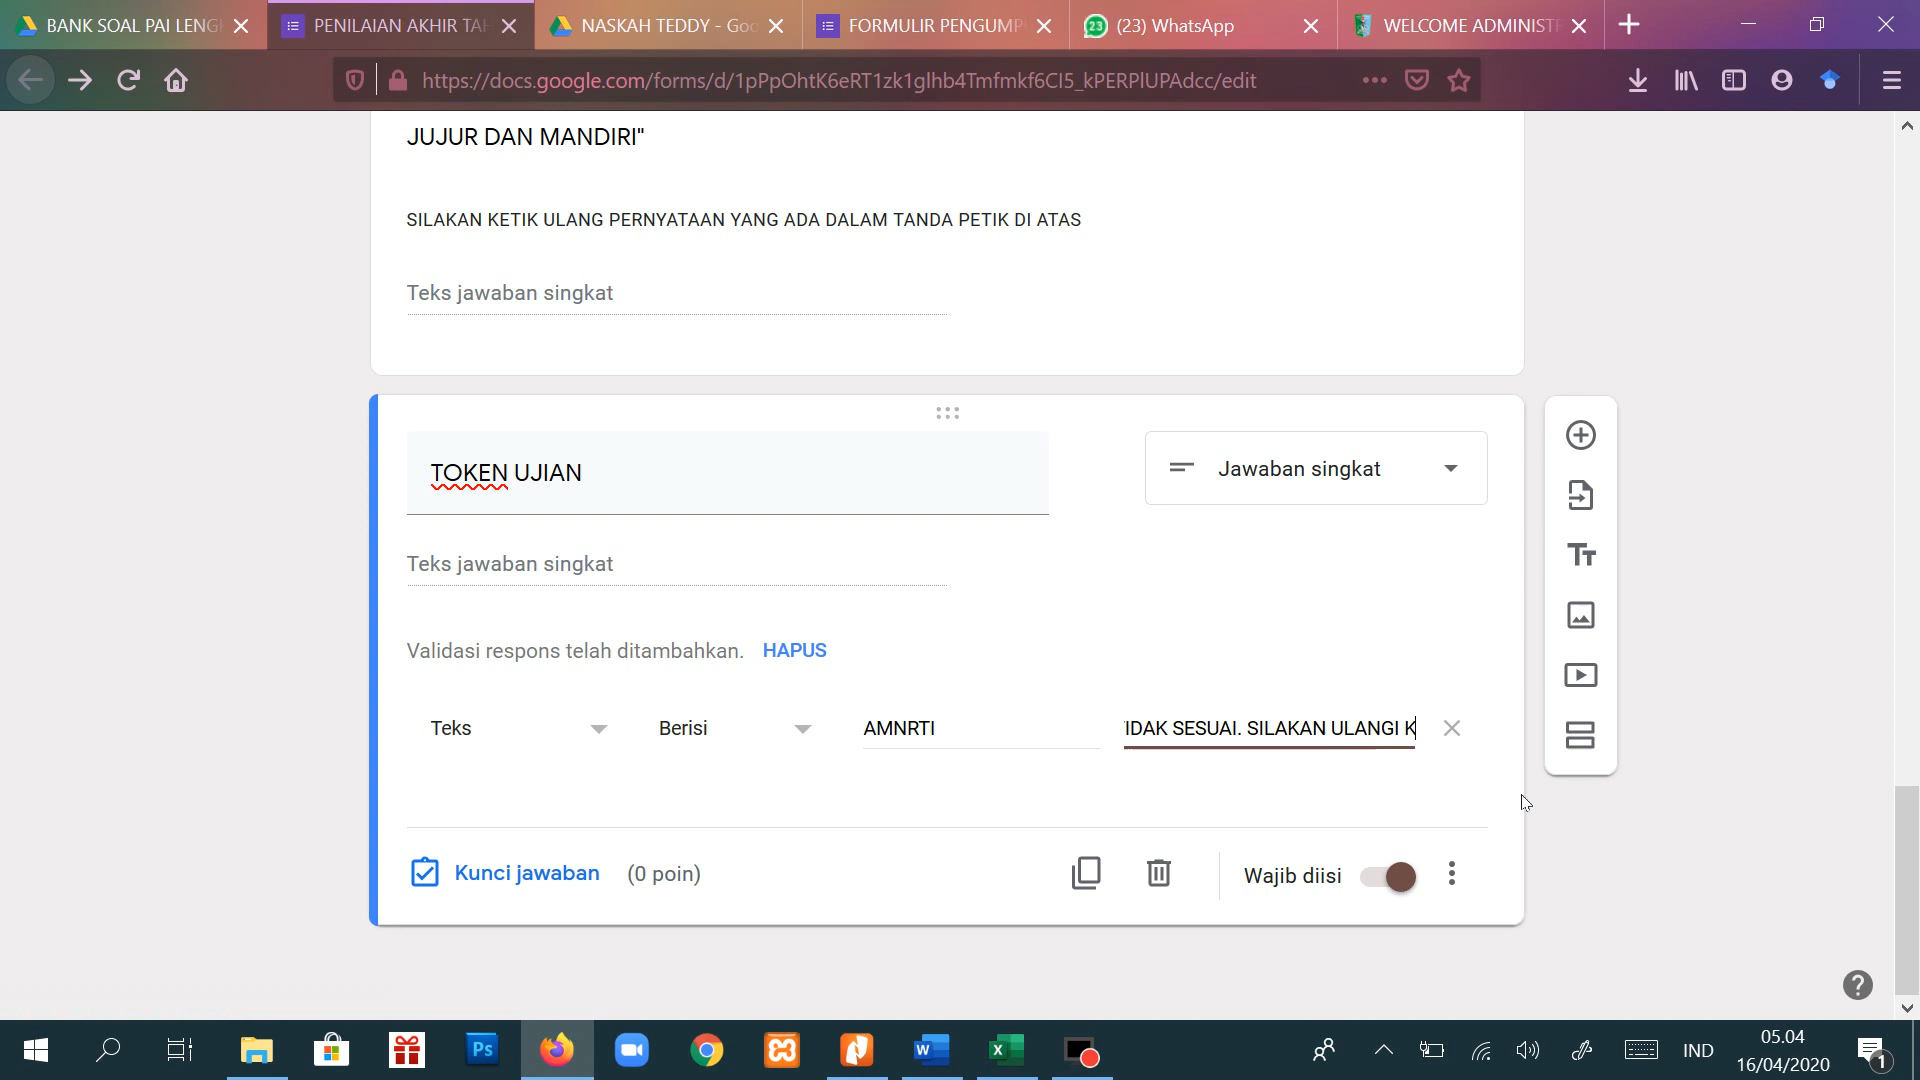 BANK SOAL PAI LENG
PENILAIAN AKHIR TAH
NASKAH TEDDY - Goo
FORMULIR PENGUMP
(23) WhatsApp
WELCOME ADMINIST
https://docs.google.com/forms/d/1pPpOhtK6eRT1zk1glhb4Tmfmkf6CI5_kPERPlUPAdcc/edit
JUJUR DAN MANDIRI"
SILAKAN KETIK ULANG PERNYATAAN YANG ADA DALAM TANDA PETIK DI ATAS
Teks jawaban singkat
TOKEN UJIAN
Jawaban singkat
Teks jawaban singkat
Validasi respons telah ditambahkan. HAPUS
Teks
Berisi
AMNRTI
IDAK SESUAI. SILAKAN ULANGI K
Kunci jawaban (0 poin)
Wajib diisi
IND
05.04
16/04/2020
1